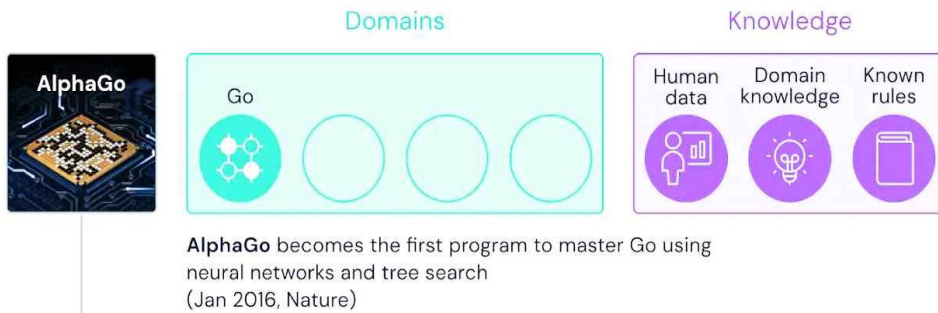 Domains
Knowledge
AlphaGo
Go
Human
data
Domain
knowledge
Known
rules
AlphaGo becomes the first program to master Go using
neural networks and tree search
(Jan 2016, Nature)